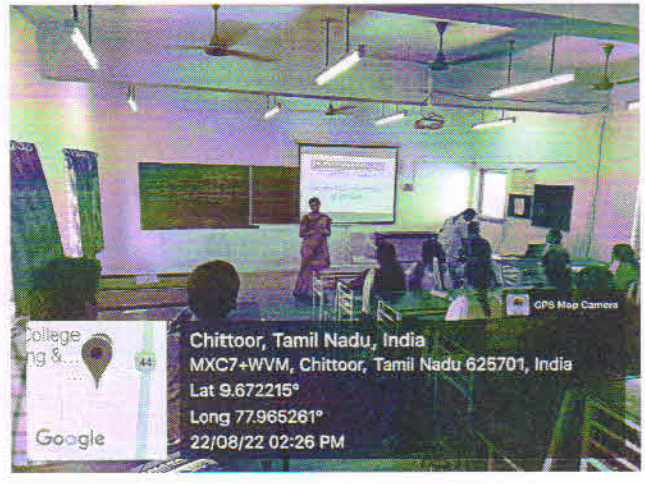 GPS Map Camera
College
ng & ...
44
Google
Chittoor, Tamil Nadu, India
MXC7+WVM, Chittoor, Tamil Nadu 625701, India
Lat 9.672215°
Long 77.965261°
22/08/22 02:26 PM